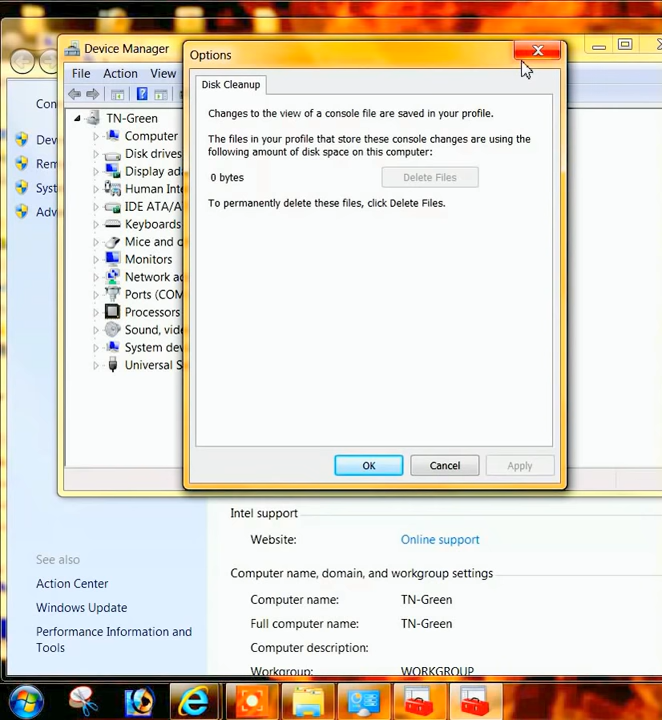 Device Manager
Options
File Action View
Disk Cleanup
Changes to the view of a console file are saved in your profile.
The files in your profile that store these console changes are using the
following amount of disk space on this computer:
0 bytes
Delete Files
To permanently delete these files, click Delete Files.
OK
Cancel
Apply
TN-Green
Computer
Disk drives
Display ad
Human Inte
IDE ATA/A
Keyboards
Mice and o
Monitors
Network ad
Ports (COM
Processors
Sound, vide
System dev
Universal S
Con
Dev
Rem
Syst
Adv
See also
Action Center
Windows Update
Performance Information and
Tools
Intel support
Website: Online support
Computer name, domain, and workgroup settings
Computer name: TN-Green
Full computer name: TN-Green
Computer description:
Workgroup: WORKGROUP